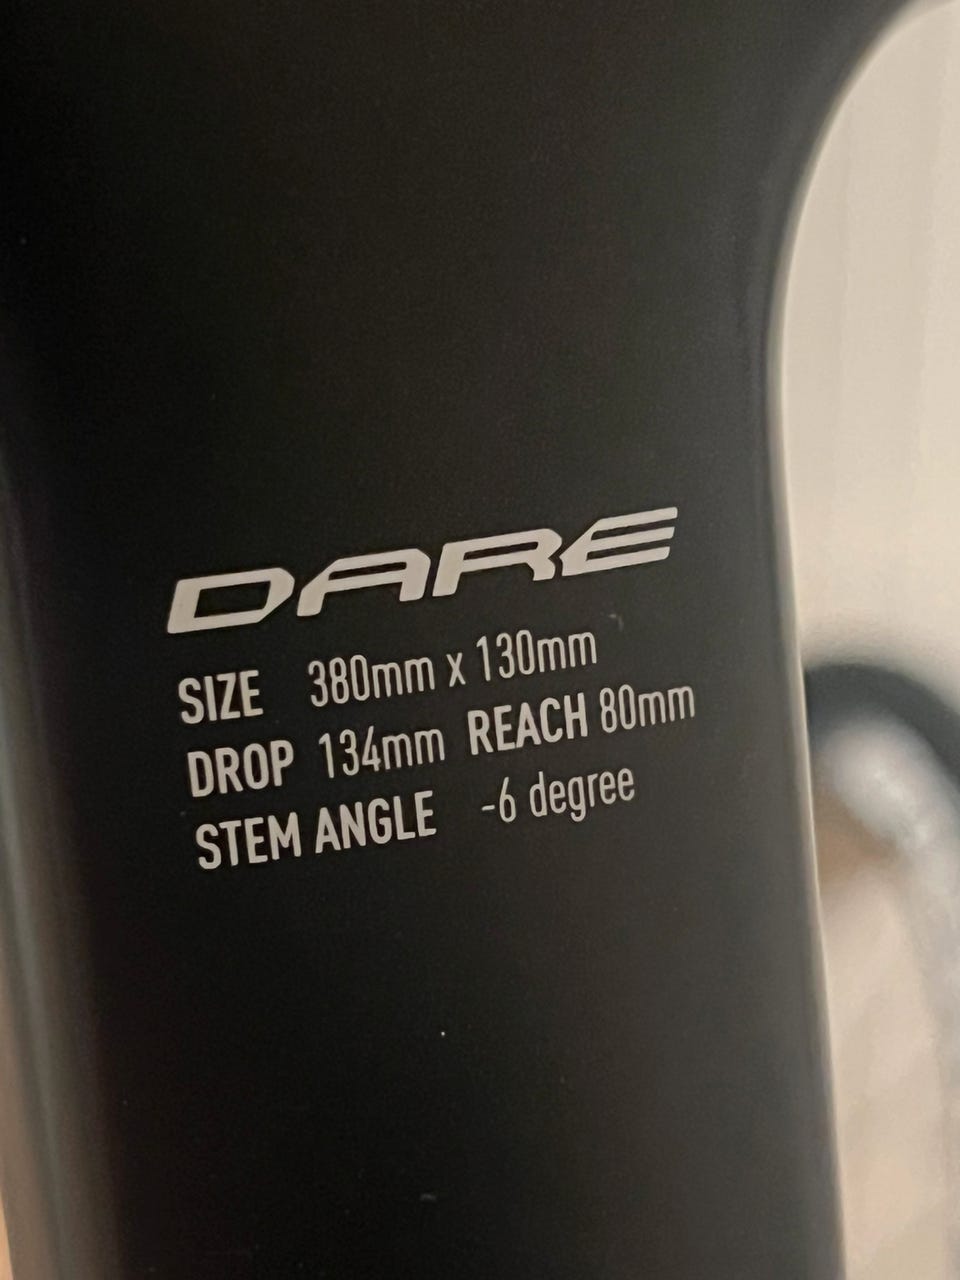 DARE
SIZE 380mm x 130mm
DROP 134mm REACH 80mm
STEM ANGLE -6 degree